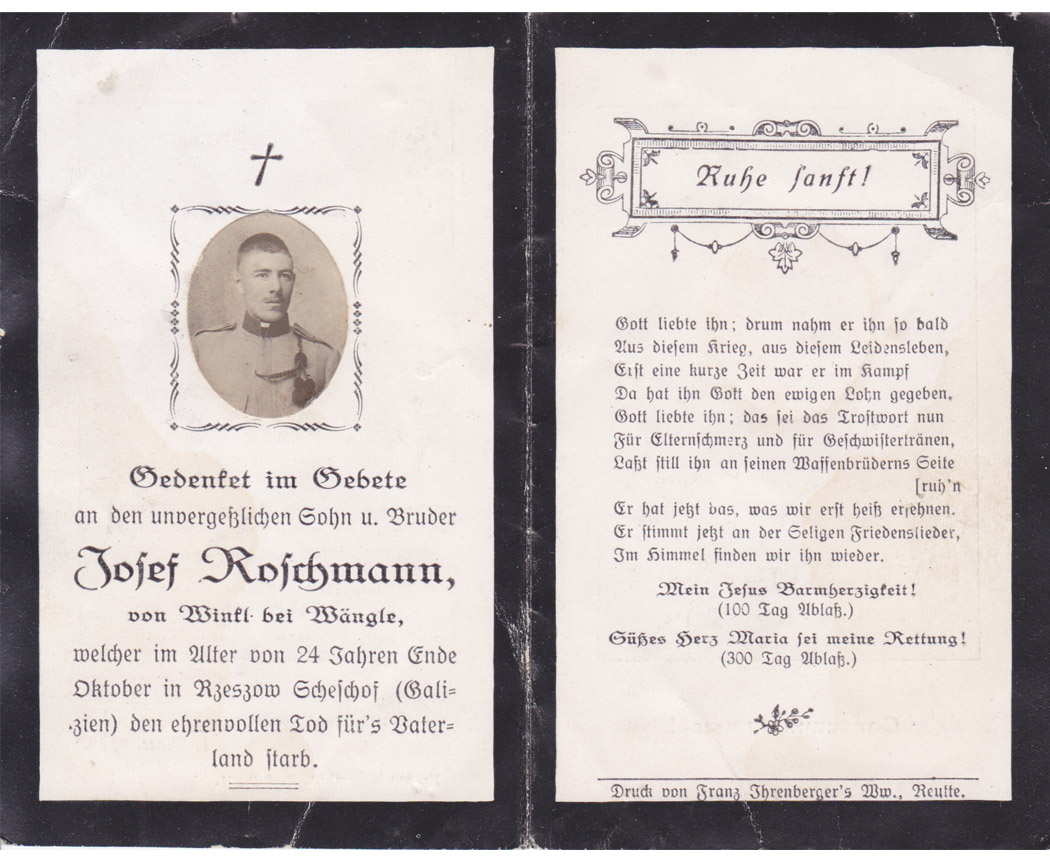 Gedenket im Gebete
an den unvergeßlichen Sohn u. Bruder
Josef Roschmann,
von Winkl bei Wängle,
welcher im Alter von 24 Jahren Ende
Oktober in Rzeszow Scheschof (Gali=
zien) den ehrenvollen Tod für's Vater=
land starb.
Ruhe sanft!
Gott liebte ihn; drum nahm er ihn so bald
Aus diesem Krieg, aus diesem Leidensleben,
Erst eine kurze Zeit war er im Kampf
Da hat ihn Gott den ewigen Lohn gegeben.
Gott liebte ihn; das sei das Trostwort nun
Für Elternschmerz und für Geschwistertränen,
Laßt still ihn an seinen Waffenbrüderns Seite
[ruh'n
Er hat jetzt das, was wir erst heiß ersehnen.
Er stimmt jetzt an der Seligen Friedenslieder,
Im Himmel finden wir ihn wieder.
Mein Jesus Barmherzigkeit!
(100 Tag Ablaß.)
Süßes Herz Maria sei meine Rettung!
(300 Tag Ablaß.)
Druck von Franz Ihrenberger's Ww., Reutte.